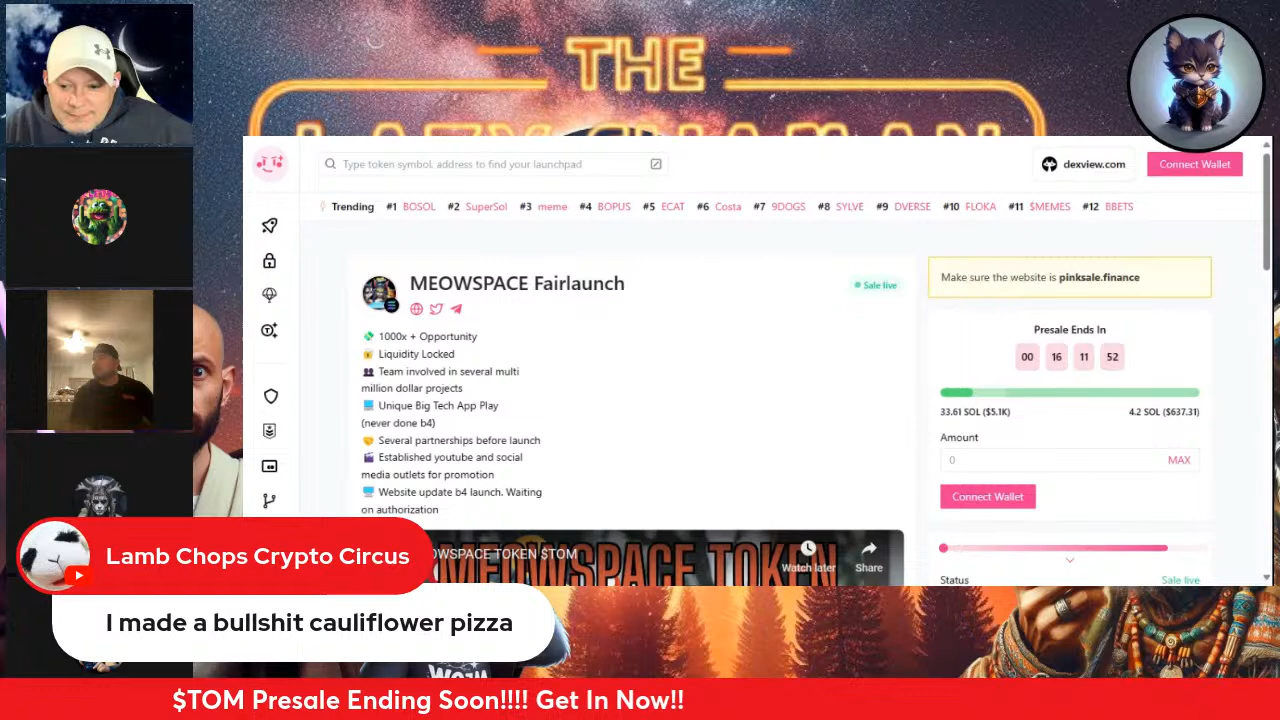 THE
LAZY SHAMAN
Type token symbol, address to find your launchpad
dexview.com
Connect Wallet
Trending #1 BOSOL #2 SuperSol #3 meme #4 BOPUS #5 ECAT #6 Costa #7 9DOGS #8 SYLVE #9 DVERSE #10 FLOKA #11 $MEMES #12 BBETS
MEOWSPACE Fairlaunch
Sale live
1000x + Opportunity
Liquidity Locked
Team involved in several multi
million dollar projects
Unique Big Tech App Play
(never done b4)
Several partnerships before launch
Established youtube and social
media outlets for promotion
Website update b4 launch. Waiting
on authorization
OWSPACE TOKEN $TOM
MEOWSPACE TOKEN
Watch later
Share
Make sure the website is pinksale.finance
Presale Ends In
00 16 11 52
33.61 SOL ($5.1K) 4.2 SOL ($637.31)
Amount
0 MAX
Connect Wallet
Status Sale live
Lamb Chops Crypto Circus
I made a bullshit cauliflower pizza
$TOM Presale Ending Soon!!!! Get In Now!!